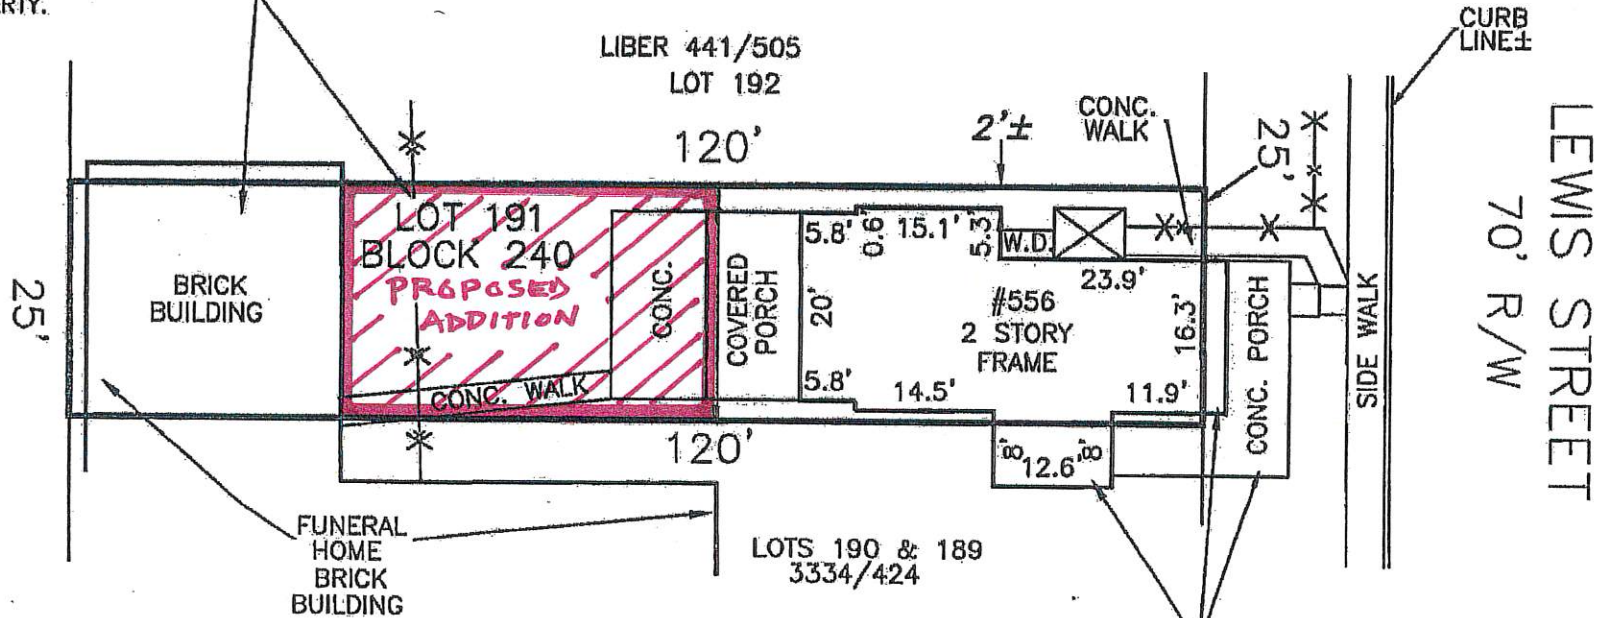 ERTY.
CURB
LINE±
LIBER 441/505
LOT 192
120'
2'±
CONC.
WALK
25'
LEWIS STREET
70' R/W
LOT 191
BLOCK 240
PROPOSED
ADDITION
BRICK
BUILDING
25'
CONC.
COVERED
PORCH
5.8'
0.6'
15.1'
5.3'
W.D.
23.9'
20'
#556
2 STORY
FRAME
16.3'
CONC. PORCH
SIDE WALK
CONC. WALK
5.8'
14.5'
11.9'
120'
8'
12.6'
8'
FUNERAL
HOME
BRICK
BUILDING
LOTS 190 & 189
3334/424